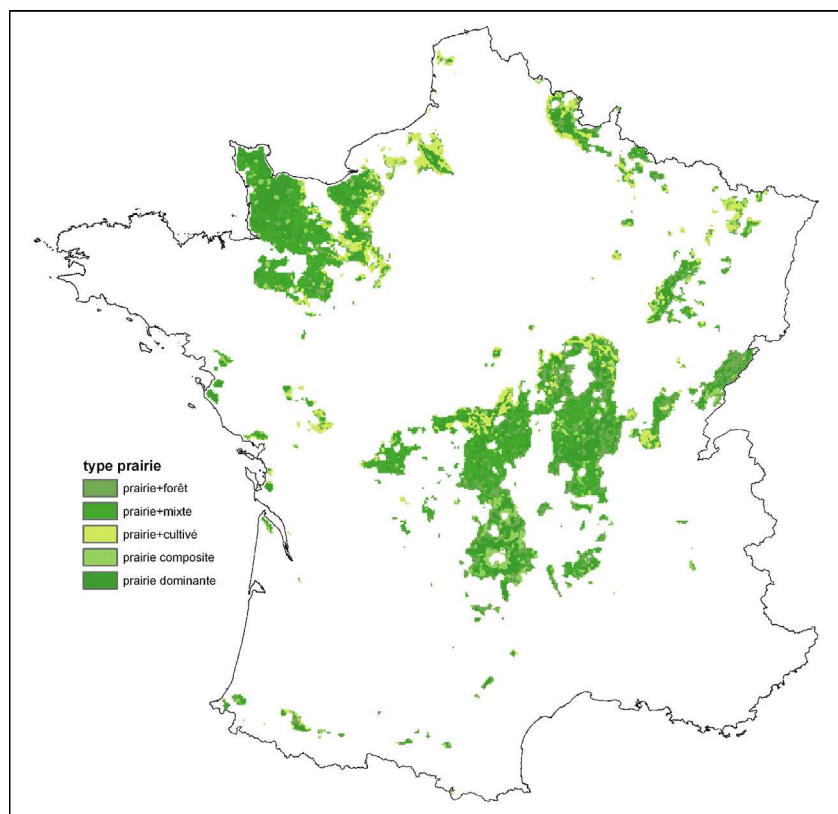 type prairie
prairie+forêt
prairie+mixte
prairie+cultivé
prairie composite
prairie dominante